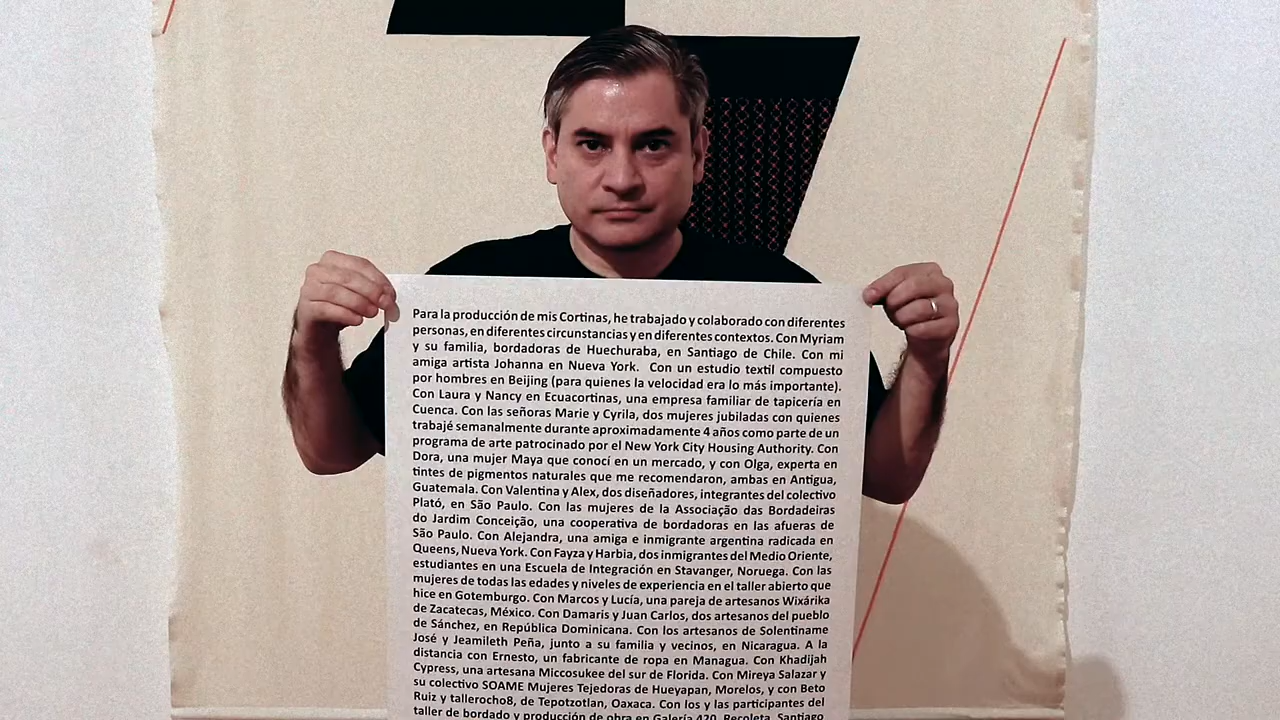 Para la producción de mis Cortinas, he trabajado y colaborado con diferentes
personas, en diferentes circunstancias y en diferentes contextos. Con Myriam
y su familia, bordadoras de Huechuraba, en Santiago de Chile. Con mi
amiga artista Johanna en Nueva York. Con un estudio textil compuesto
por hombres en Beijing (para quienes la velocidad era lo más importante).
Con Laura y Nancy en Ecuacortinas, una empresa familiar de tapicería en
Cuenca. Con las señoras Marie y Cyrila, dos mujeres jubiladas con quienes
trabajé semanalmente durante aproximadamente 4 años como parte de un
programa de arte patrocinado por el New York City Housing Authority. Con
Dora, una mujer Maya que conocí en un mercado, y con Olga, experta en
tintes de pigmentos naturales que me recomendaron, ambas en Antigua,
Guatemala. Con Valentina y Alex, dos diseñadores, integrantes del colectivo
Plató, en São Paulo. Con las mujeres de la Associação das Bordadeiras
do Jardim Conceição, una cooperativa de bordadoras en las afueras de
São Paulo. Con Alejandra, una amiga e inmigrante argentina radicada en
Queens, Nueva York. Con Fayza y Harbia, dos inmigrantes del Medio Oriente,
estudiantes en una Escuela de Integración en Stavanger, Noruega. Con las
mujeres de todas las edades y niveles de experiencia en el taller abierto que
hice en Gotemburgo. Con Marcos y Lucía, una pareja de artesanos Wixárika
de Zacatecas, México. Con Damaris y Juan Carlos, dos artesanos del pueblo
de Sánchez, en República Dominicana. Con los artesanos de Solentiname
José y Jeamileth Peña, junto a su familia y vecinos, en Nicaragua. A la
distancia con Ernesto, un fabricante de ropa en Managua. Con Khadijah
Cypress, una artesana Miccosukee del sur de Florida. Con Mireya Salazar y
su colectivo SOAME Mujeres Tejedoras de Hueyapan, Morelos, y con Beto
Ruiz y tallerocho8, de Tepotzotlan, Oaxaca. Con los y las participantes del
taller de bordado y producción de obra en Galería 420, Recoleta, Santiago